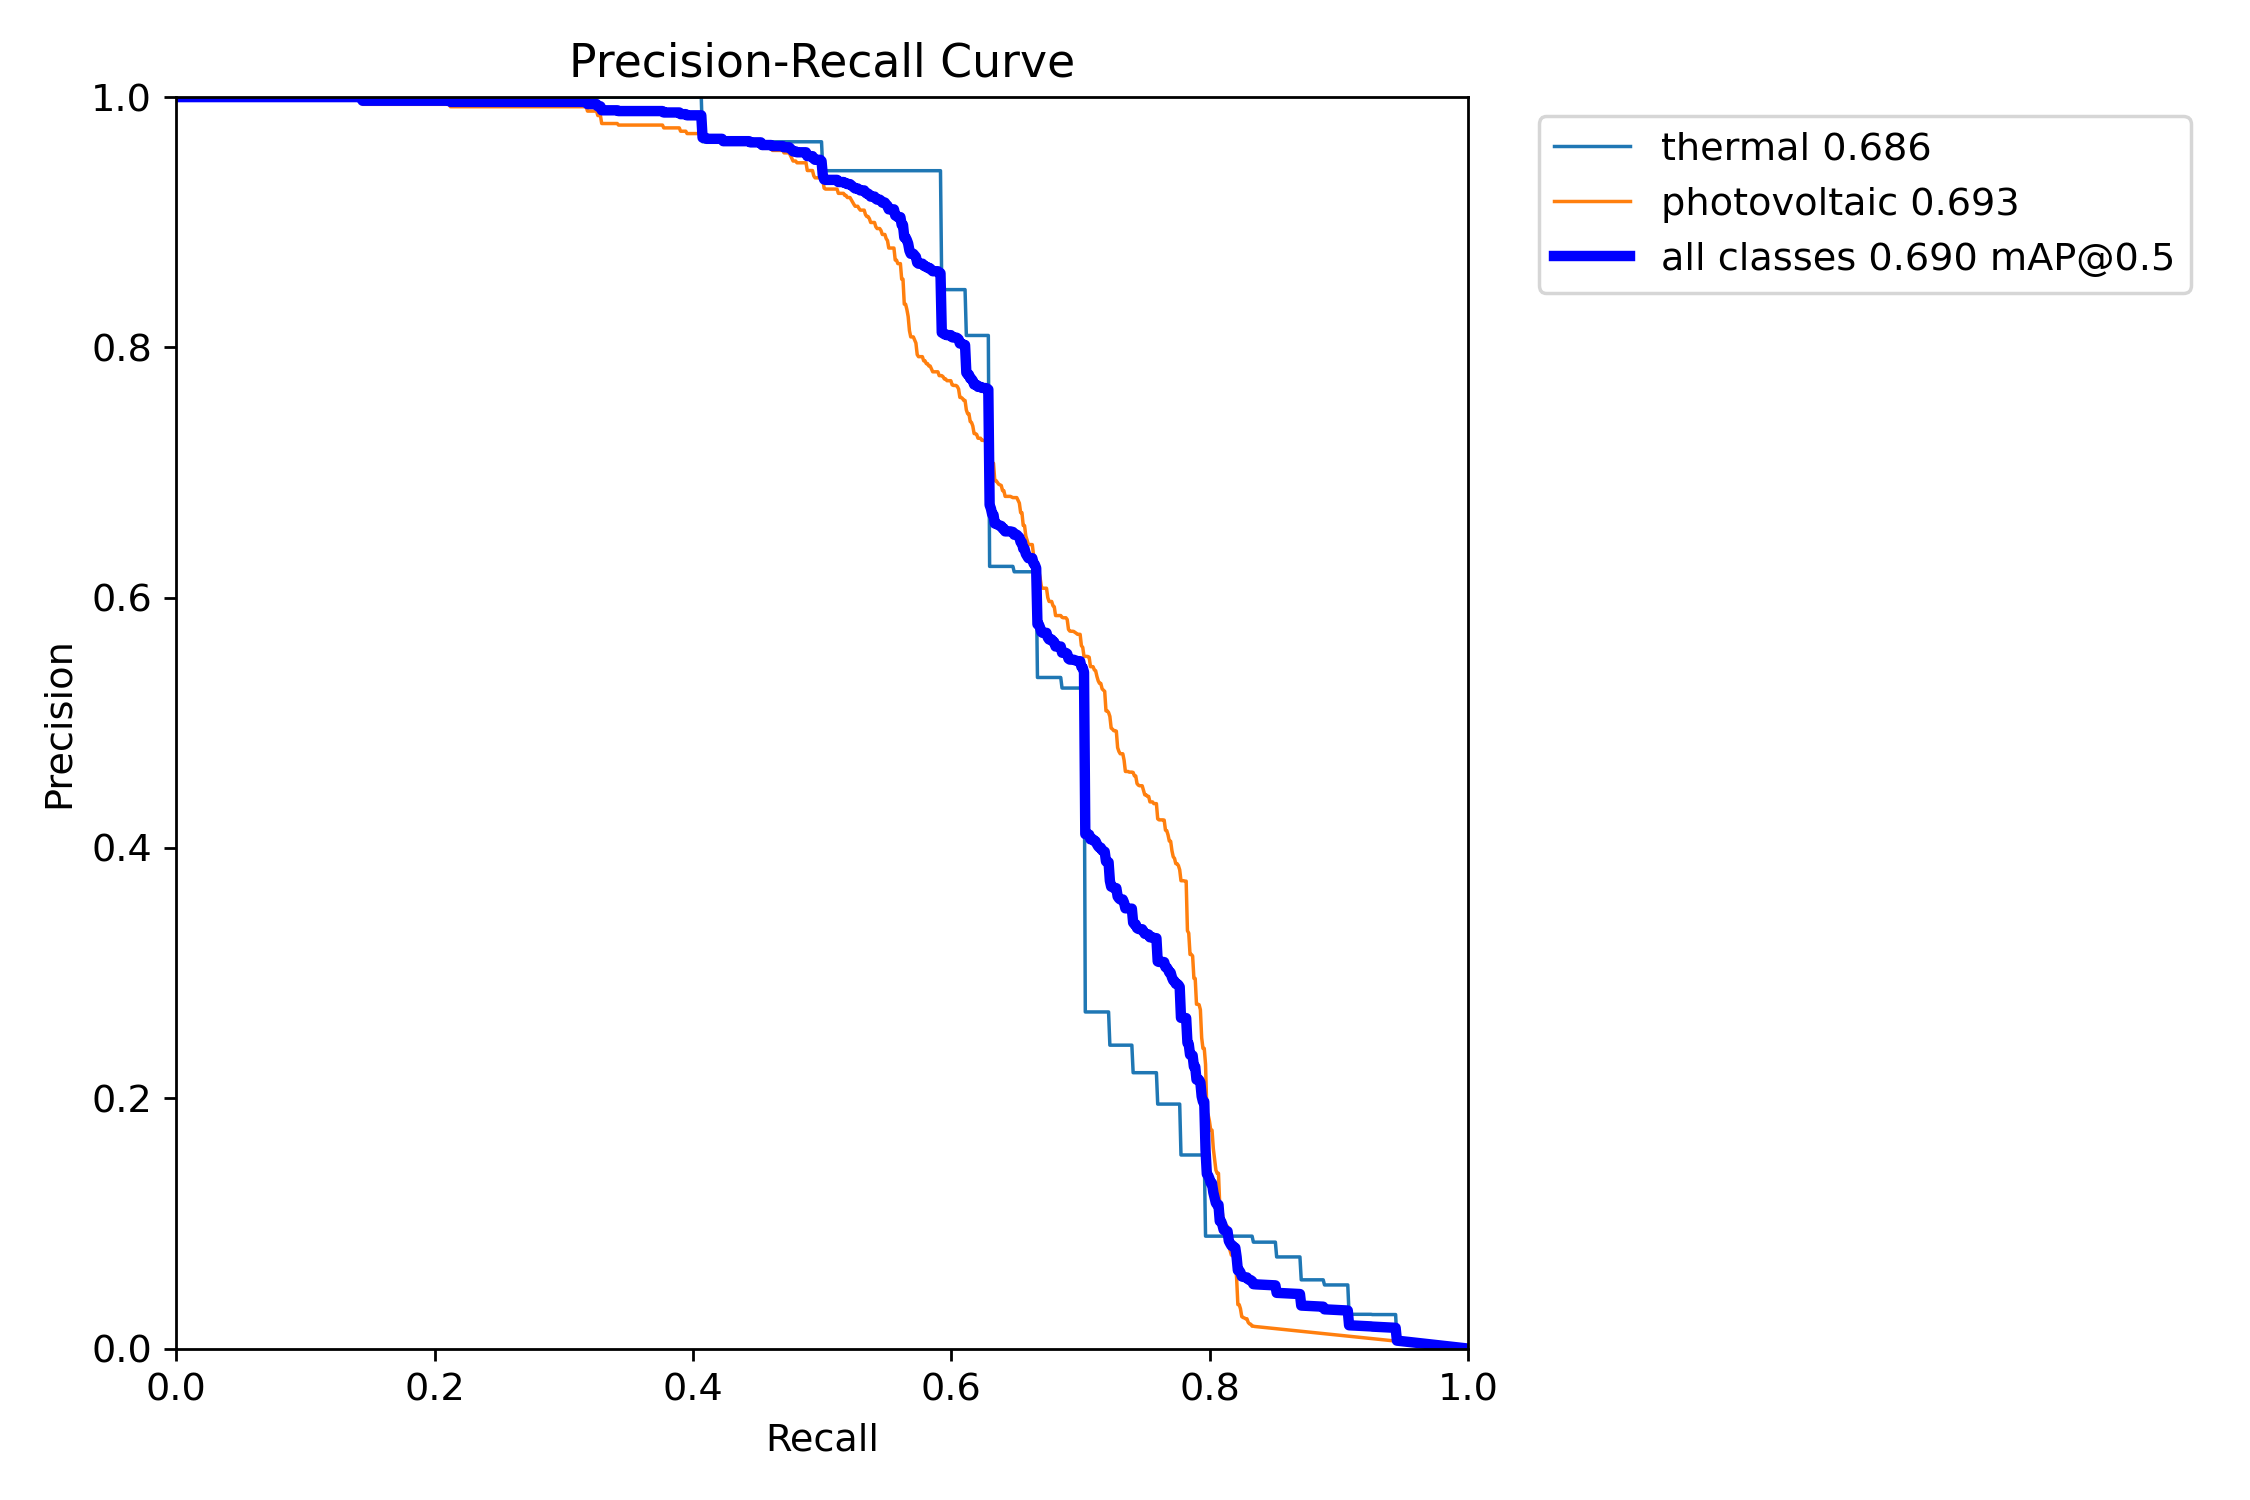 Precision-Recall Curve
thermal 0.686
photovoltaic 0.693
all classes 0.690 mAP@0.5
1.0
0.8
0.6
0.4
0.2
0.0
Precision
0.0 0.2 0.4 0.6 0.8 1.0
Recall